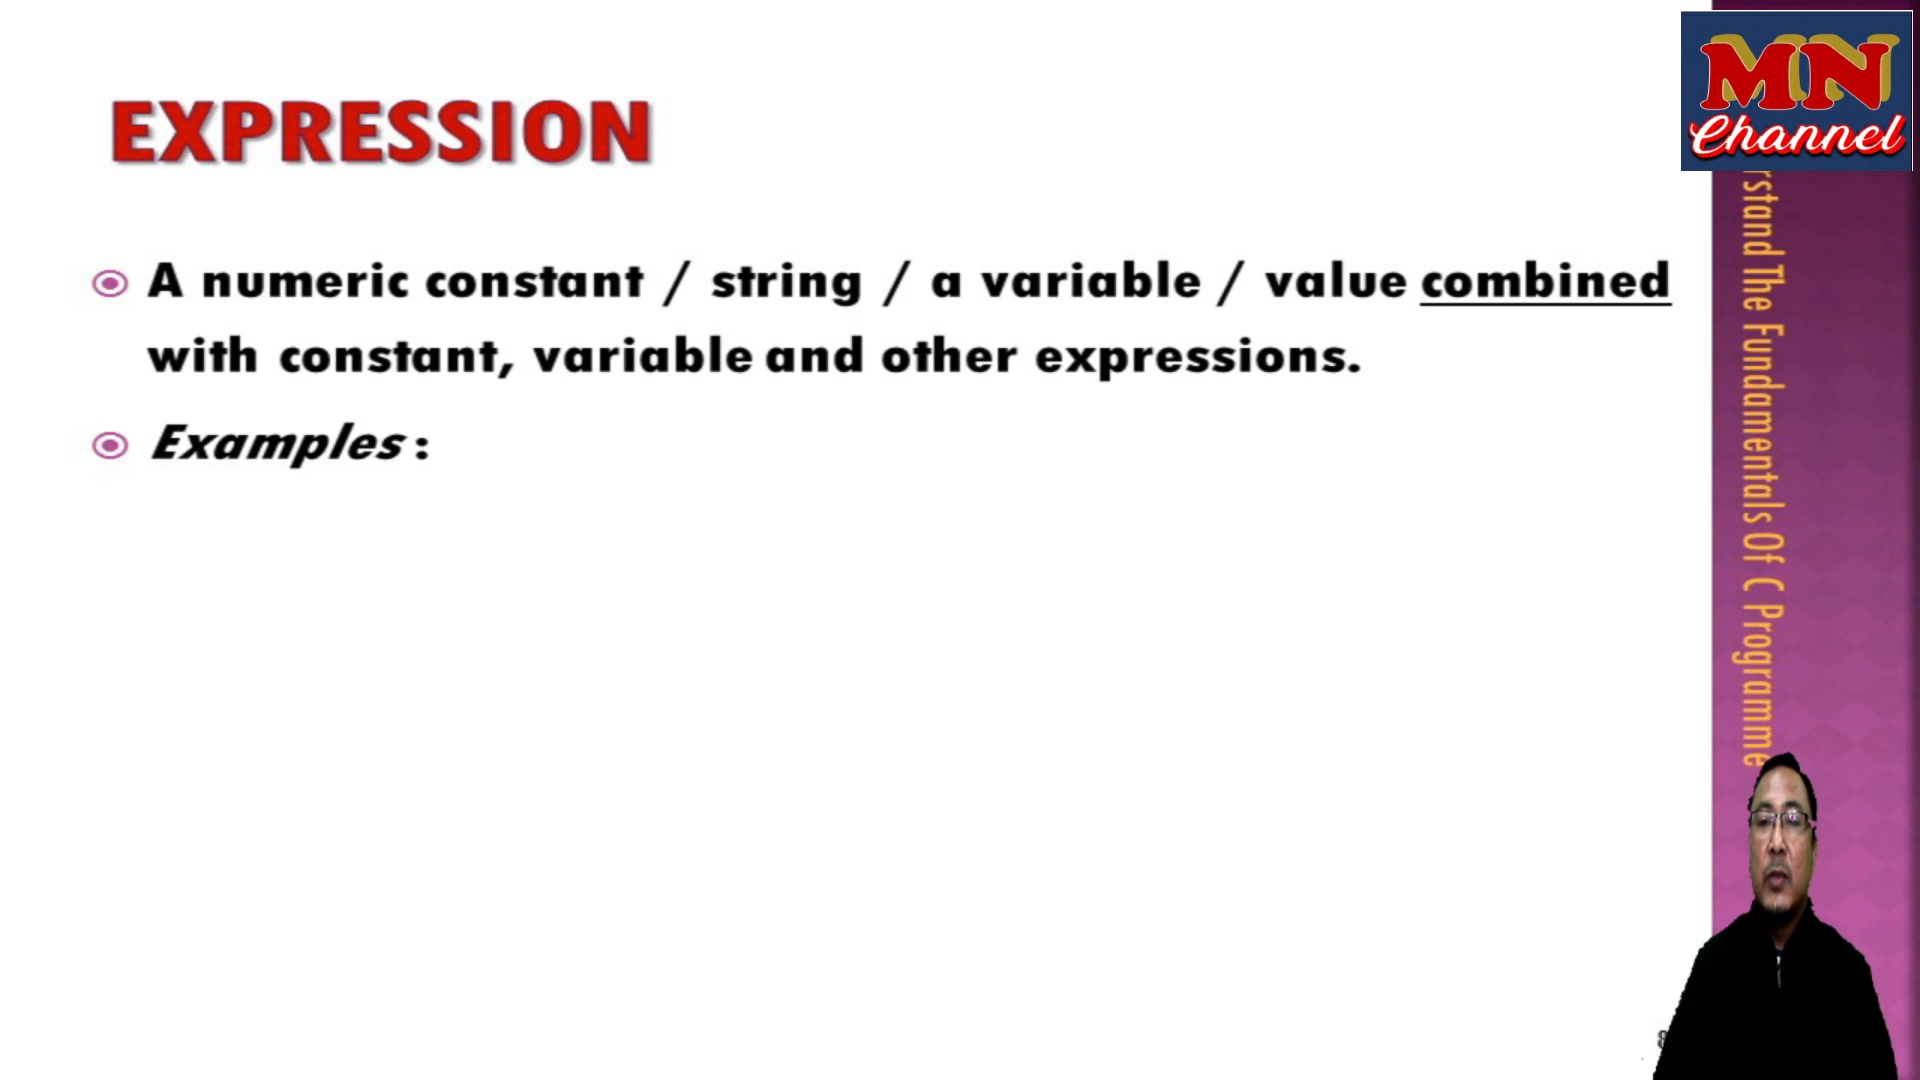 MN
Channel
EXPRESSION
A numeric constant / string / a variable / value combined
with constant, variable and other expressions.
Examples :
rstand The Fundamentals Of C Programme
8